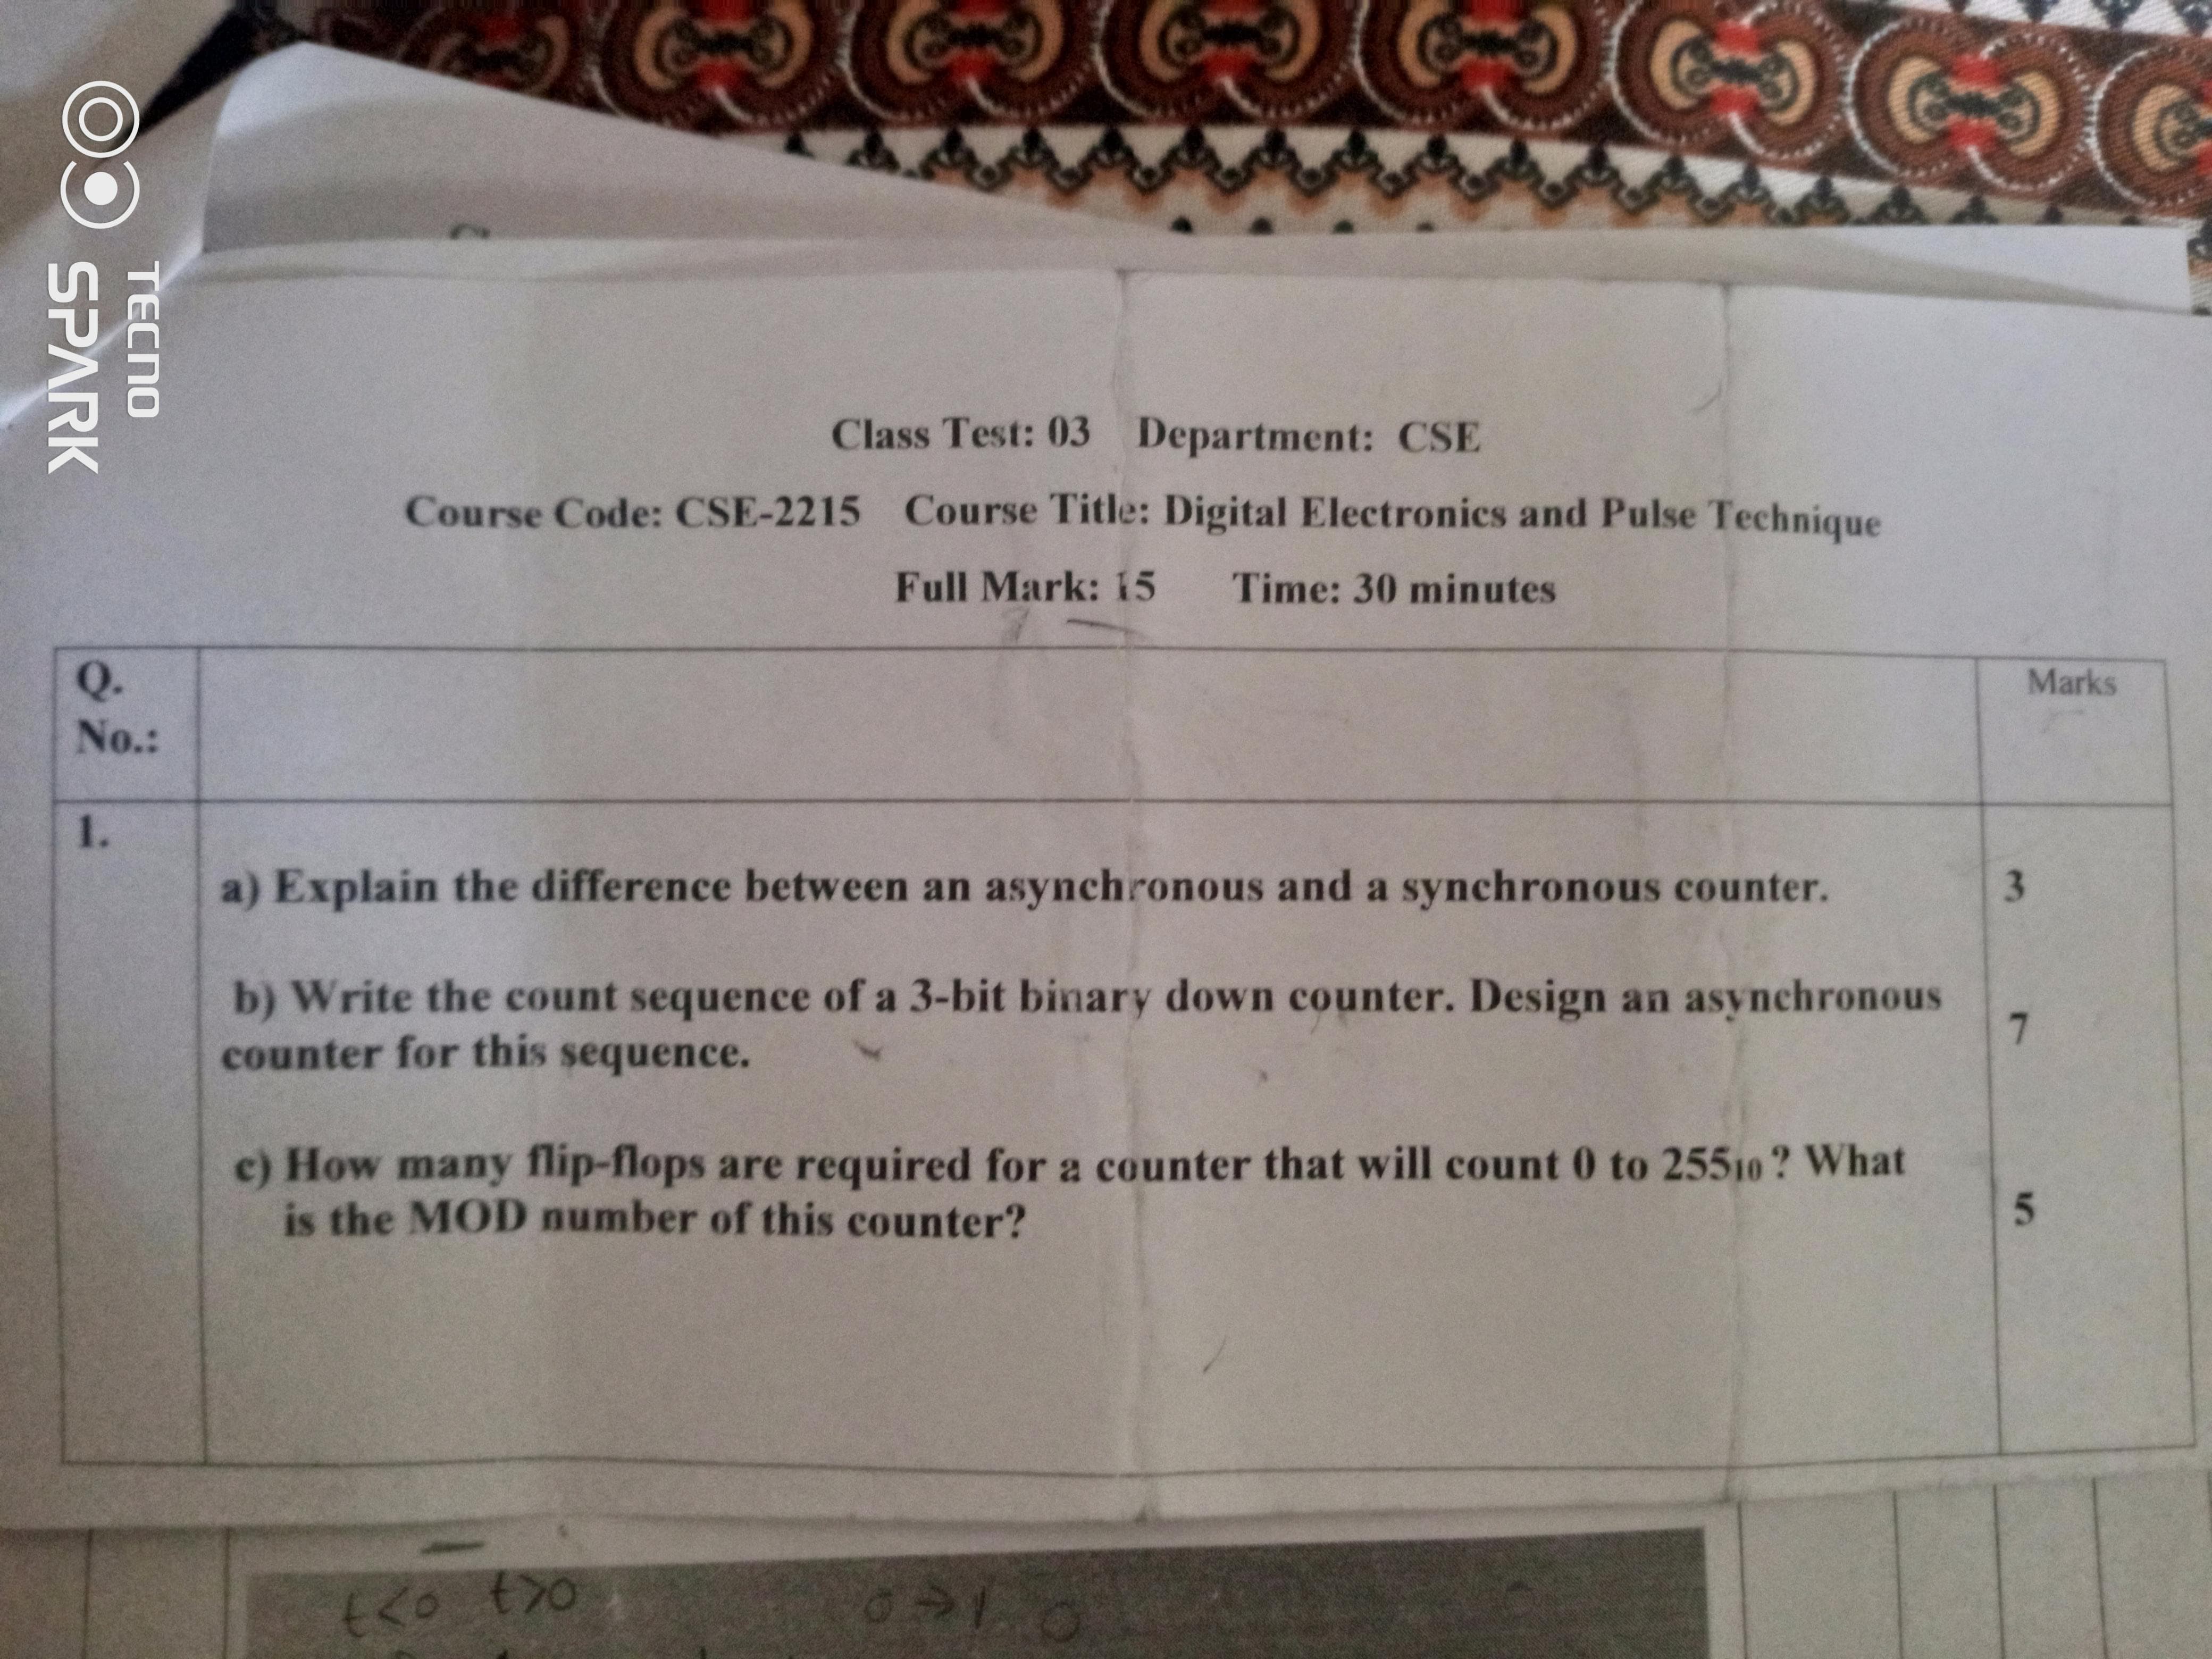 TECNO
SPARK
Class Test: 03 Department: CSE
Course Code: CSE-2215 Course Title: Digital Electronics and Pulse Technique
Full Mark: 15 Time: 30 minutes
Q.
No.:
Marks
1.
a) Explain the difference between an asynchronous and a synchronous counter.
3
b) Write the count sequence of a 3-bit binary down counter. Design an asynchronous
counter for this sequence.
7
c) How many flip-flops are required for a counter that will count 0 to 255₁₀ ? What
is the MOD number of this counter?
5
t<0 t>0 0→1 0